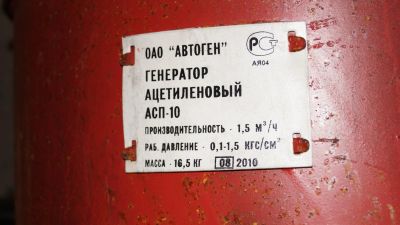 ОАО "АВТОГЕН"
АЯ04
ГЕНЕРАТОР
АЦЕТИЛЕНОВЫЙ
АСП-10
ПРОИЗВОДИТЕЛЬНОСТЬ - 1,5 М³/Ч
РАБ. ДАВЛЕНИЕ - 0,1-1,5 КГС/СМ²
МАССА - 16,5 КГ 08 2010